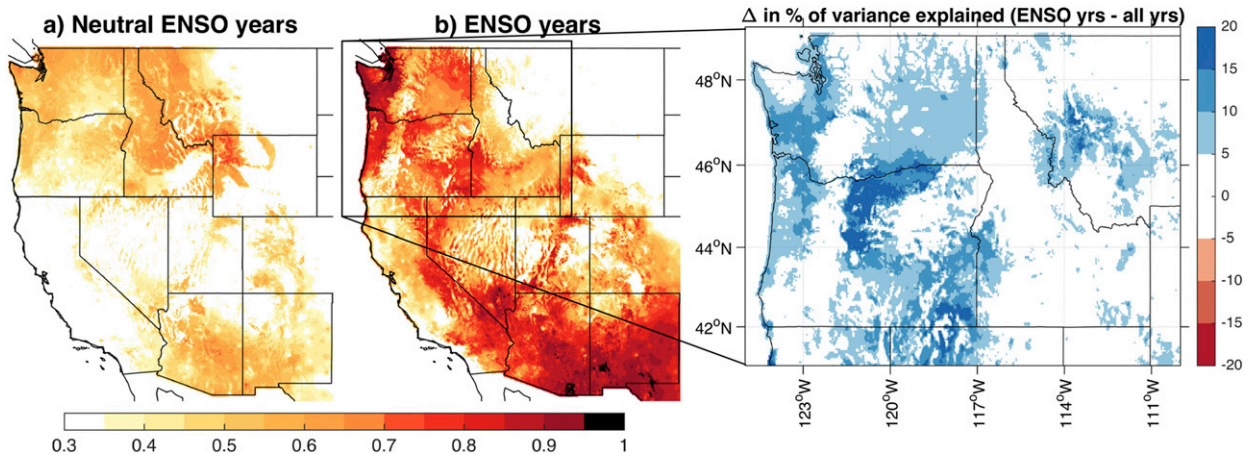 a) Neutral ENSO years
b) ENSO years
Δ in % of variance explained (ENSO yrs - all yrs)
48°N
46°N
44°N
42°N
123°W
120°W
117°W
114°W
111°W
20
15
10
5
0
-5
-10
-15
-20
0.3 0.4 0.5 0.6 0.7 0.8 0.9 1